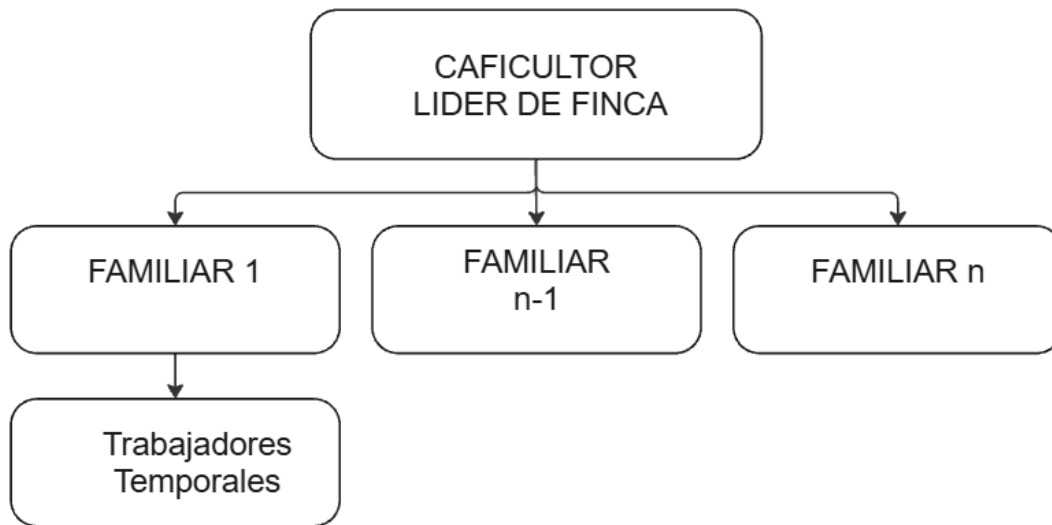 CAFICULTOR
LIDER DE FINCA
FAMILIAR 1
FAMILIAR
n-1
FAMILIAR n
Trabajadores
Temporales